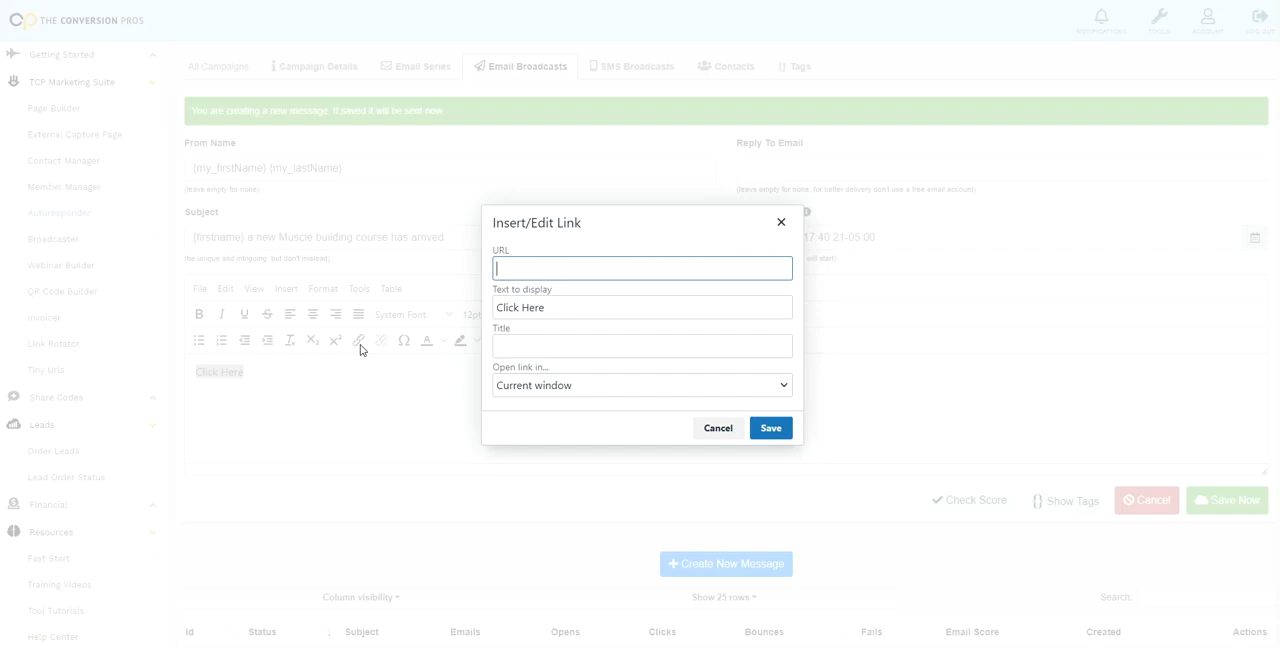 THE CONVERSION PROS
NOTIFICATIONS TOOLS ACCOUNT LOG OUT
Getting Started
TCP Marketing Suite
Page Builder
External Capture Page
Contact Manager
Member Manager
Autoresponder
Broadcaster
Webinar Builder
QR Code Builder
Invoicer
Link Rotator
Tiny Urls
Share Codes
Leads
Order Leads
Lead Order Status
Financial
Resources
Fast Start
Training Videos
Tool Tutorials
Help Center
All Campaigns Campaign Details Email Series Email Broadcasts SMS Broadcasts Contacts {} Tags
You are creating a new message. If saved it will be sent now.
From Name
{my_firstName} {my_lastName}
(leave empty for none)
Reply To Email
(leave empty for none, for better delivery don't use a free email account)
Subject
{firstname} a new Muscle building course has arrived
(be unique and intriguing, but don't mislead)
17:40:21-05:00
will start)
File Edit View Insert Format Tools Table
B I U S System Font 12pt
Click Here
Insert/Edit Link
URL
Text to display
Click Here
Title
Open link in...
Current window
Cancel Save
Check Score {} Show Tags Cancel Save Now
+ Create New Message
Column visibility Show 25 rows Search:
Id Status Subject Emails Opens Clicks Bounces Fails Email Score Created Actions